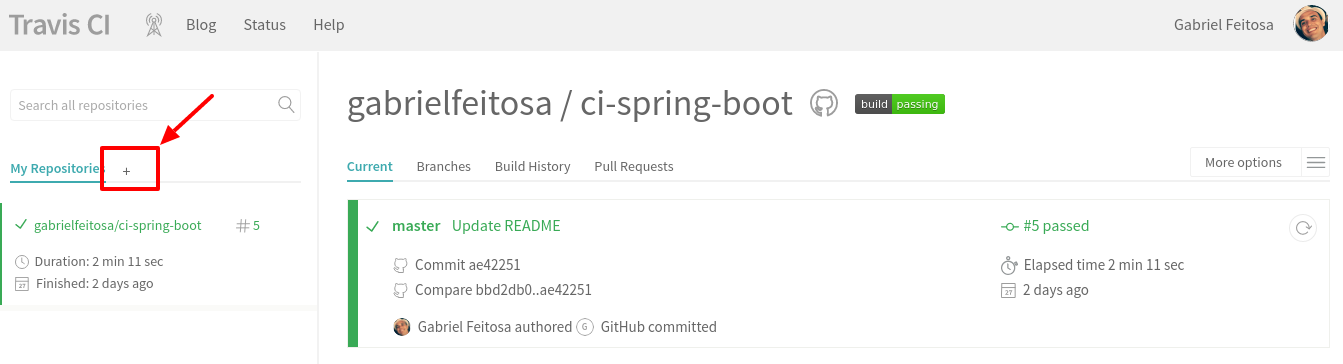 Travis CI Blog Status Help Gabriel Feitosa
Search all repositories
My Repositories +
gabrielfeitosa/ci-spring-boot # 5
Duration: 2 min 11 sec
27 Finished: 2 days ago
gabrielfeitosa / ci-spring-boot build passing
Current Branches Build History Pull Requests More options
master Update README #5 passed
Commit ae42251 Elapsed time 2 min 11 sec
Compare bbd2db0..ae42251 27 2 days ago
Gabriel Feitosa authored G GitHub committed